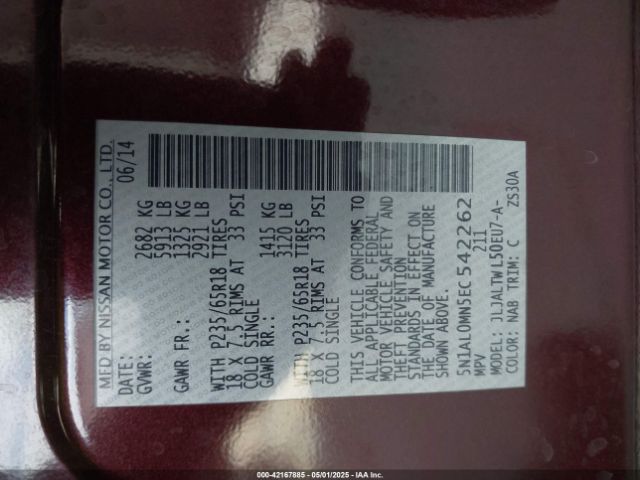 MFD BY NISSAN MOTOR CO., LTD.
DATE: 06/14
GVWR: 2682 KG
5913 LB
GAWR FR.: 1325 KG
2921 LB
WITH P235/65R18 TIRES
18 X 7.5 RIMS AT 33 PSI
COLD SINGLE
GAWR RR.: 1415 KG
3120 LB
WITH P235/65R18 TIRES
18 X 7.5 RIMS AT 33 PSI
COLD SINGLE
THIS VEHICLE CONFORMS TO
ALL APPLICABLE FEDERAL
MOTOR VEHICLE SAFETY AND
THEFT PREVENTION
STANDARDS IN EFFECT ON
THE DATE OF MANUFACTURE
SHOWN ABOVE.
5N1AL0MN5EC542262
MPV 211
MODEL: JLJALTWL50EU7-A-
COLOR: NAB TRIM: C ZS30A
000-42167885 - 05/01/2025 - IAA Inc.